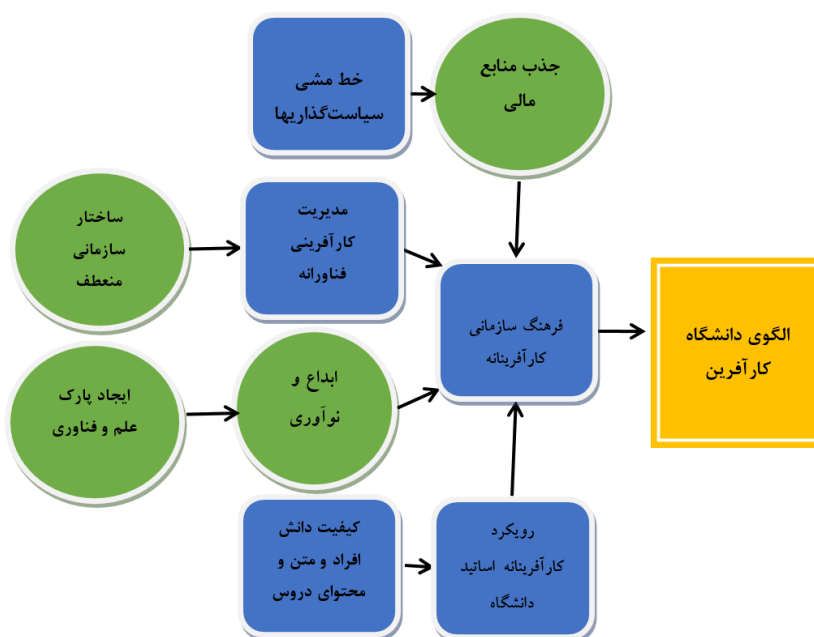 خط مشی
سیاست‌گذاریها
جذب منابع
مالی
ساختار
سازمانی
منعطف
مدیریت
کارآفرینی
فناورانه
فرهنگ سازمانی
کارآفرینانه
الگوی دانشگاه
کارآفرین
ایجاد پارک
علم و فناوری
ابداع و
نوآوری
کیفیت دانش
افراد و متن و
محتوای دروس
رویکرد
کارآفرینانه اساتید
دانشگاه